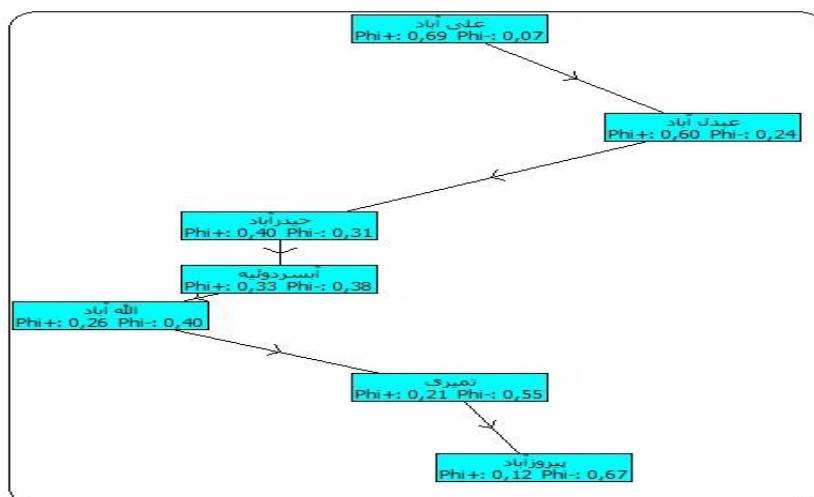 علی آباد
Phi+: 0,69 Phi-: 0,07
عبدل آباد
Phi+: 0,60 Phi-: 0,24
حیدرآباد
Phi+: 0,40 Phi-: 0,31
آبسردوئیه
Phi+: 0,33 Phi-: 0,38
الله آباد
Phi+: 0,26 Phi-: 0,40
نمیری
Phi+: 0,21 Phi-: 0,55
پیروزآباد
Phi+: 0,12 Phi-: 0,67